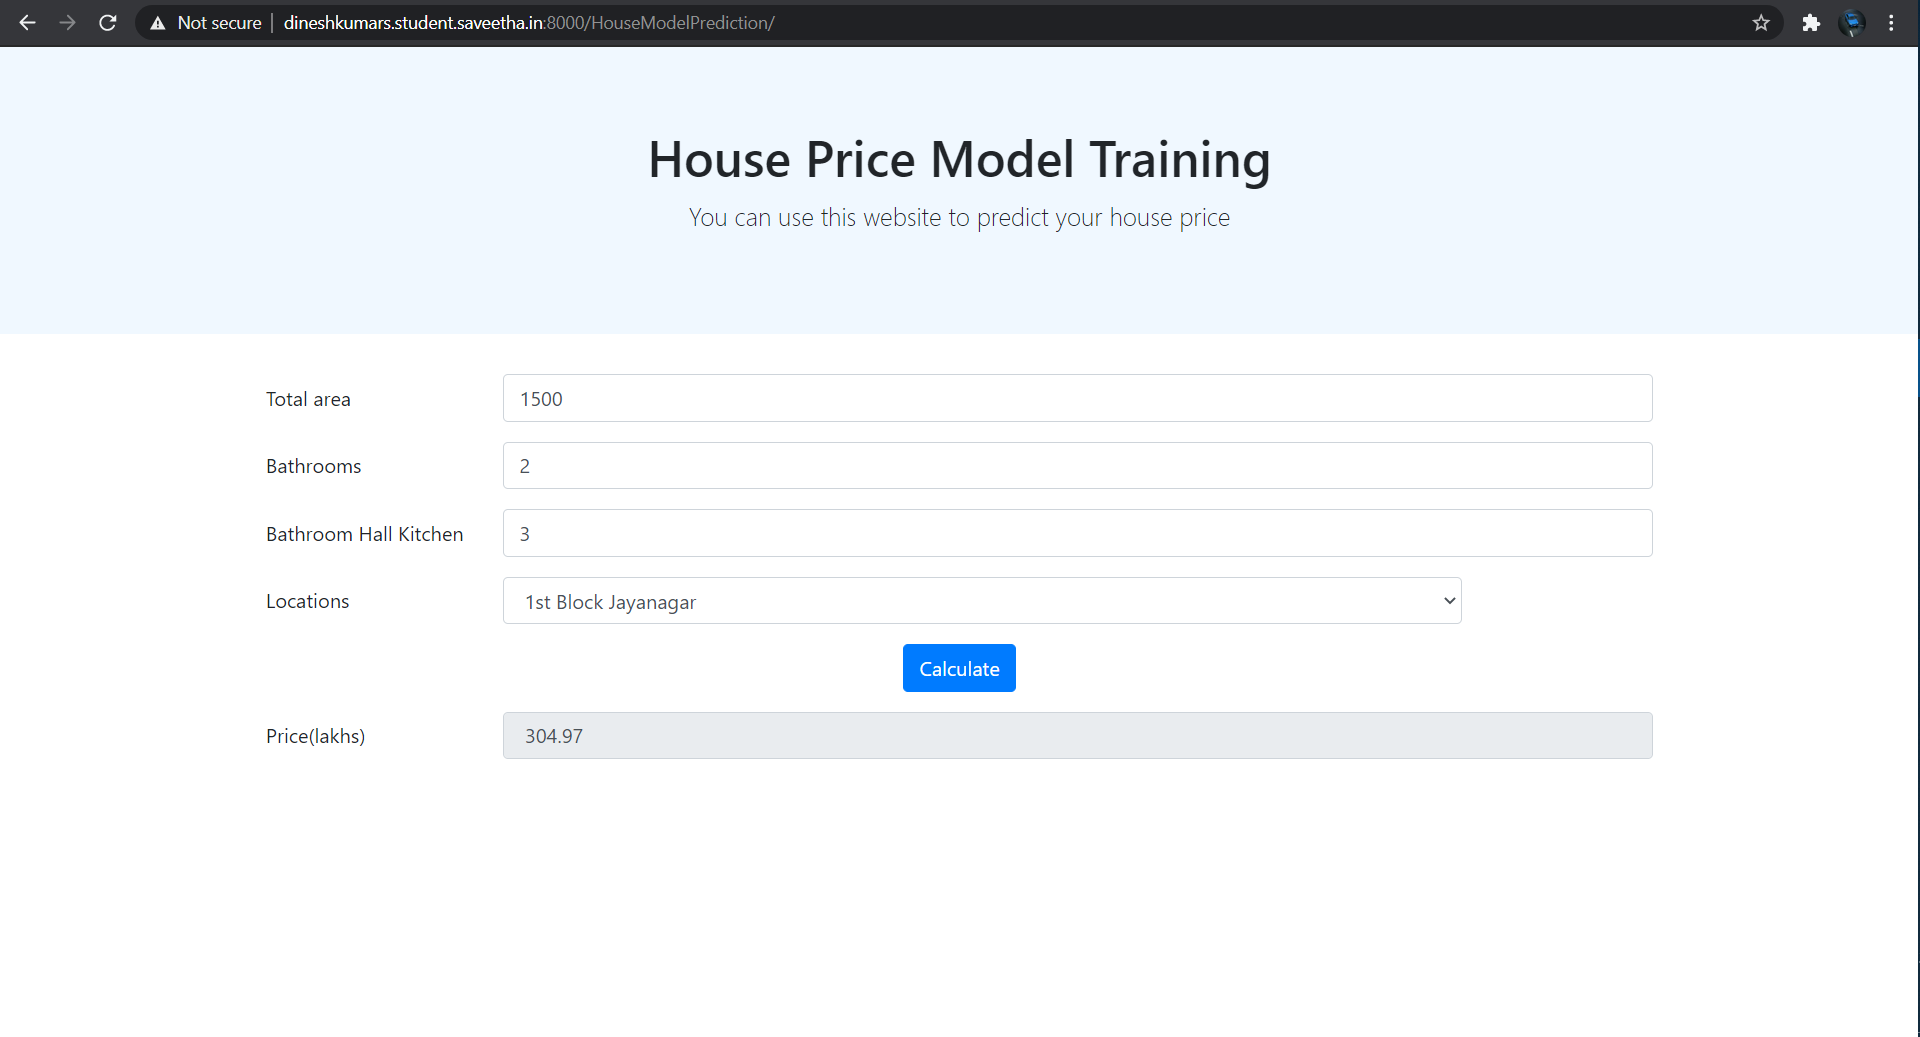 Not secure | dineshkumars.student.saveetha.in:8000/HouseModelPrediction/
House Price Model Training
You can use this website to predict your house price
Total area 1500
Bathrooms 2
Bathroom Hall Kitchen 3
Locations 1st Block Jayanagar
Calculate
Price(lakhs) 304.97